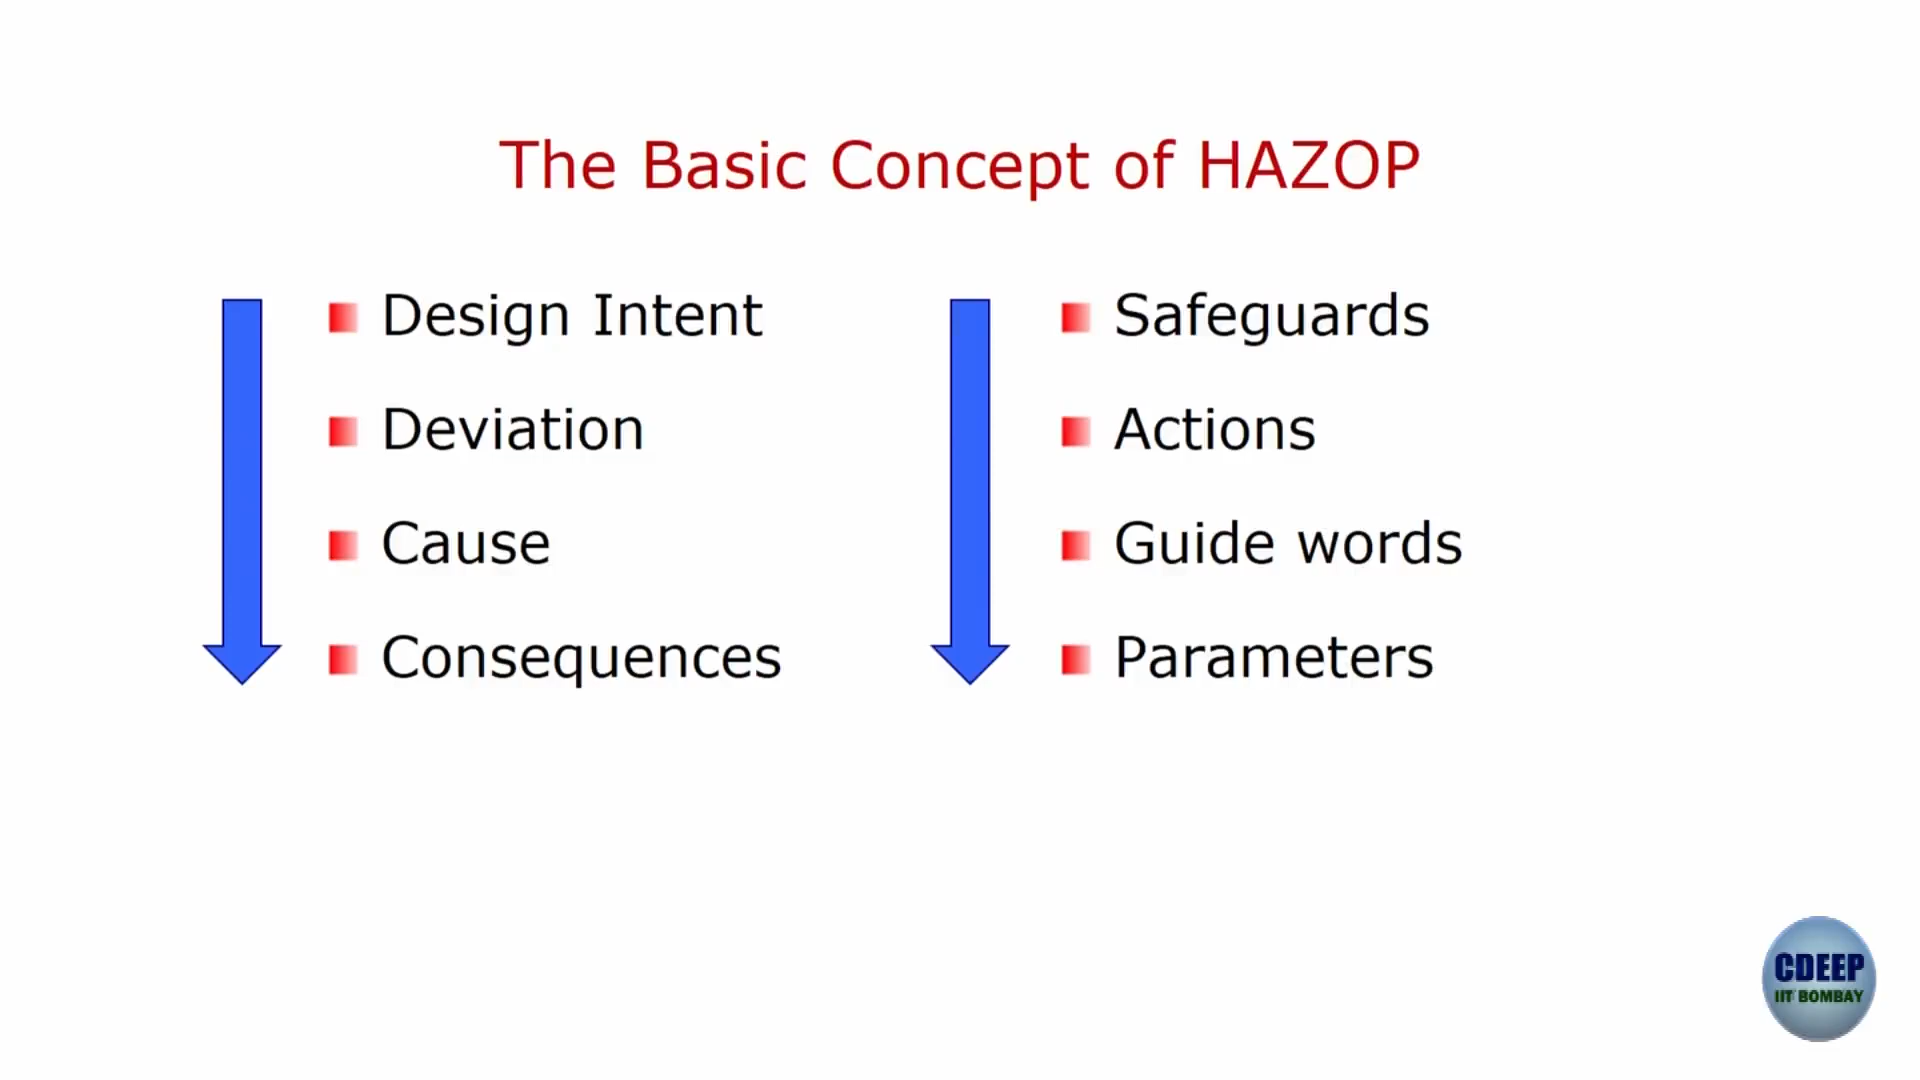 The Basic Concept of HAZOP
Design Intent
Deviation
Cause
Consequences
Safeguards
Actions
Guide words
Parameters
CDEEP
IIT BOMBAY